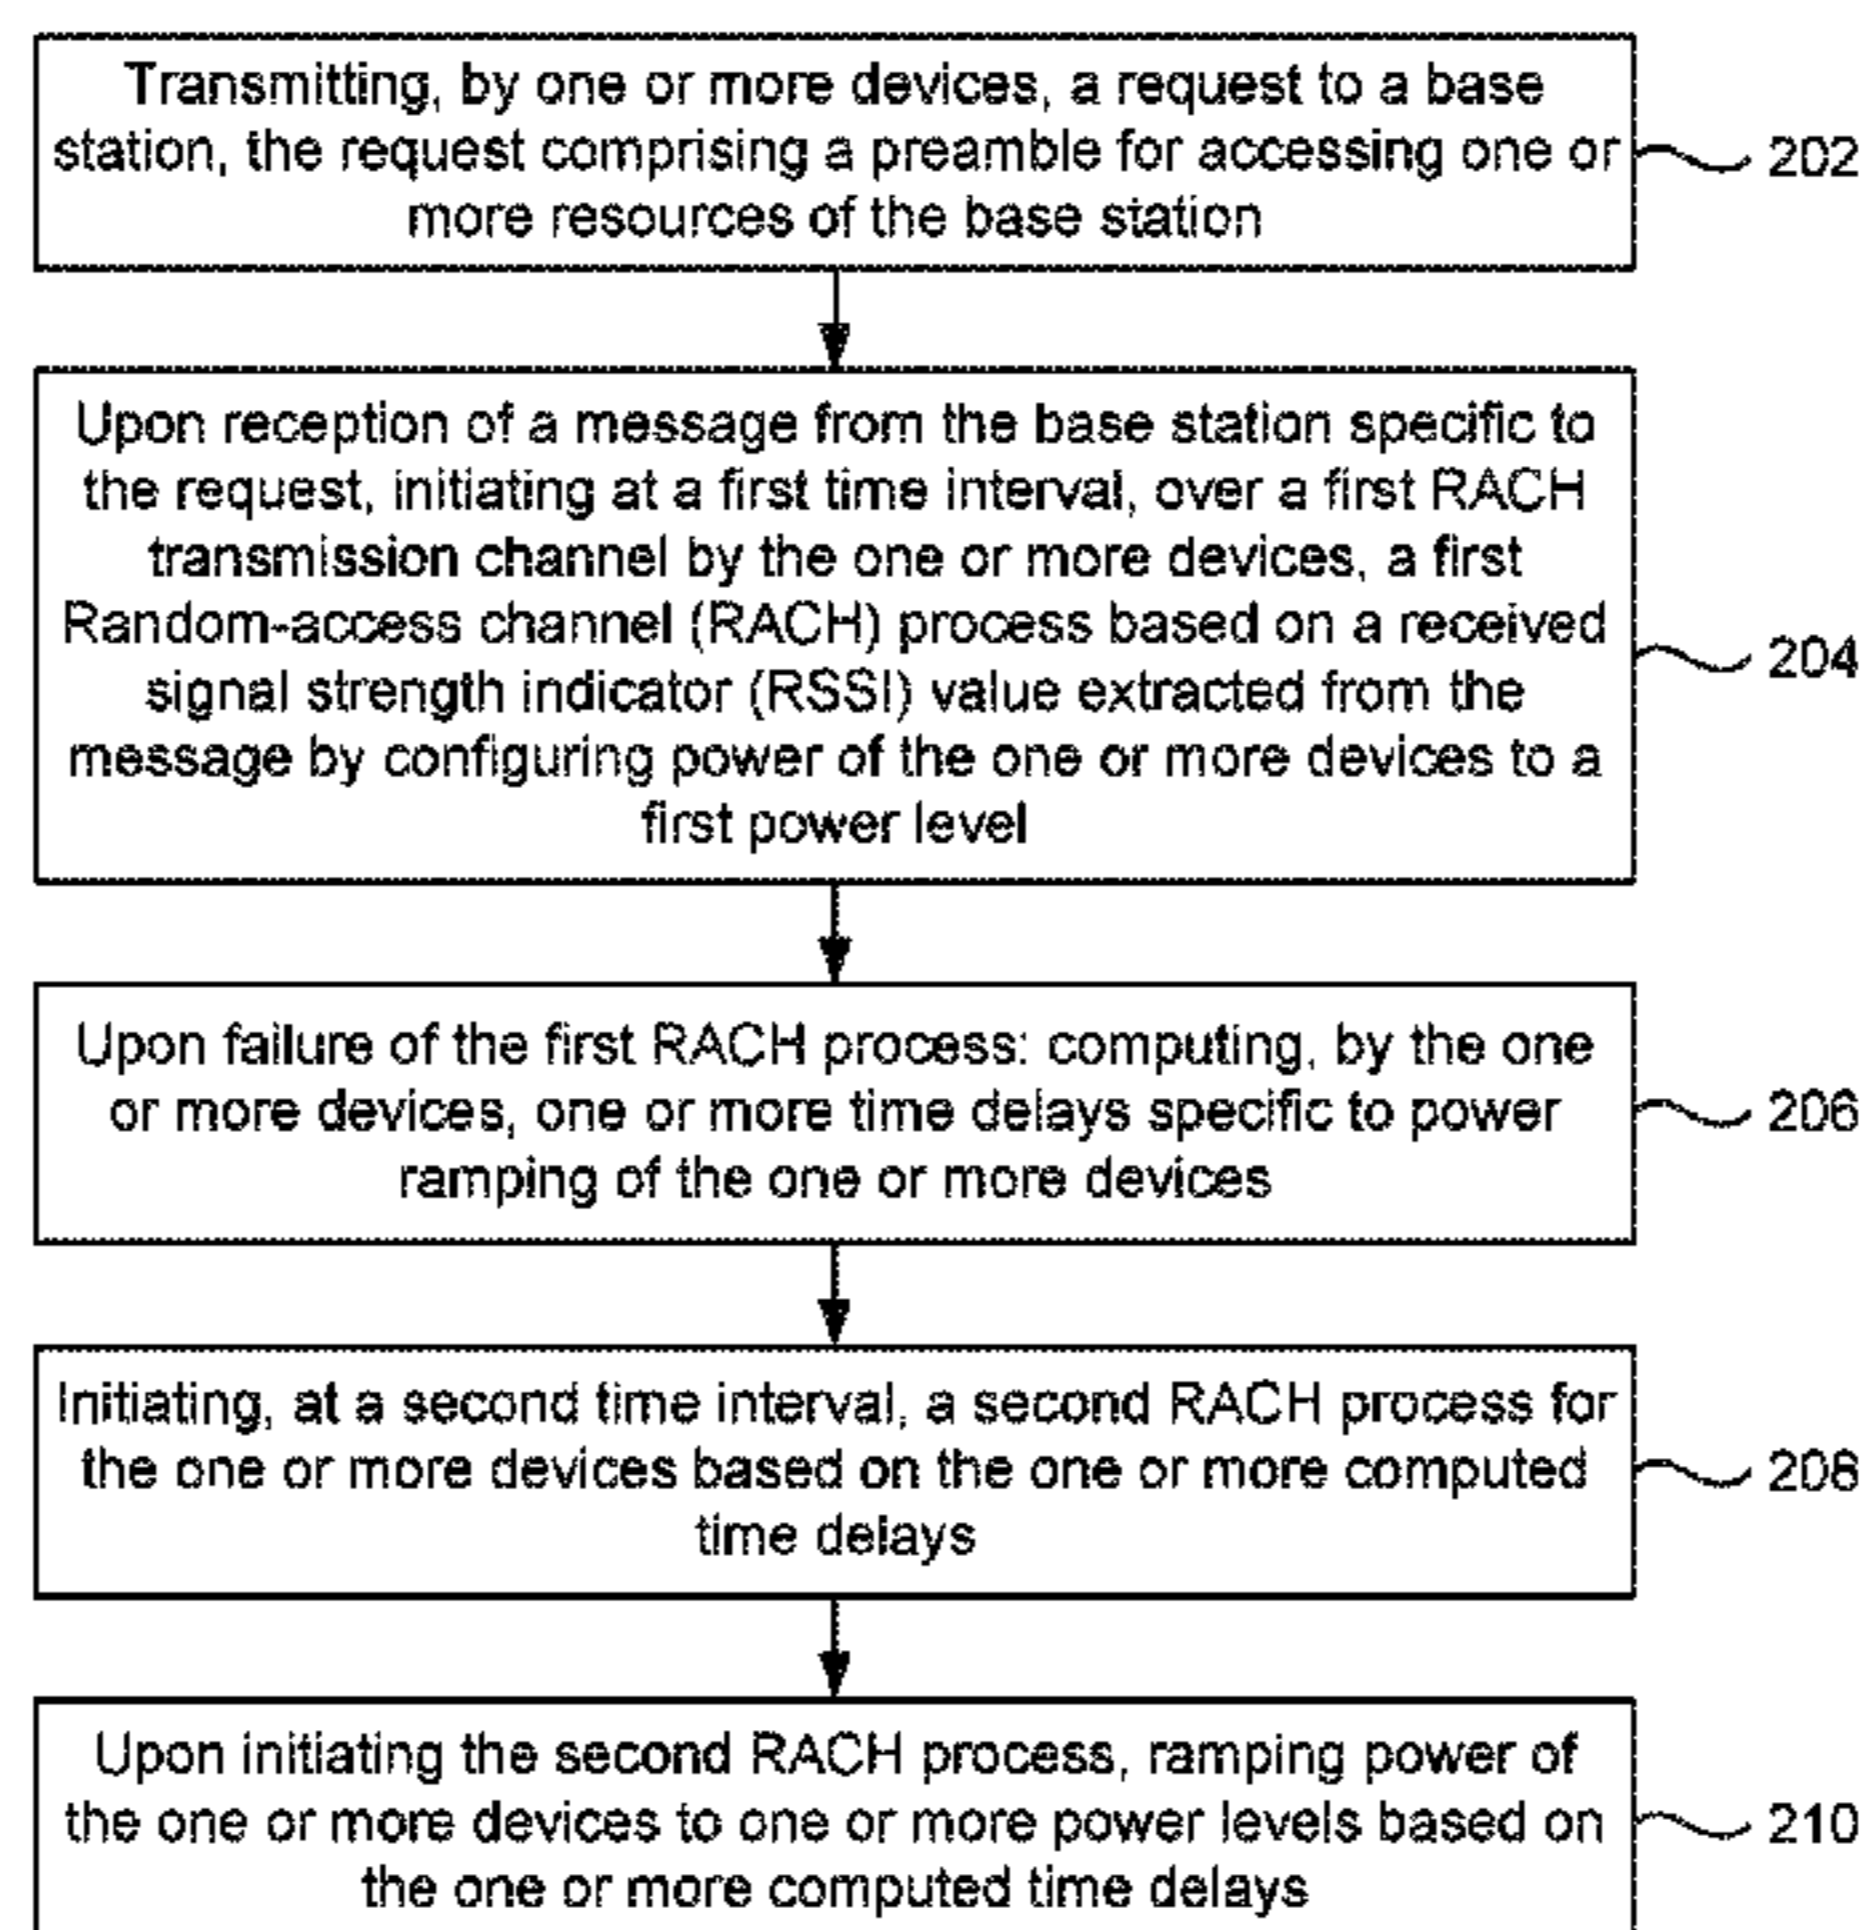 Transmitting, by one or more devices, a request to a base
station, the request comprising a preamble for accessing one or
more resources of the base station
202
Upon reception of a message from the base station specific to
the request, initiating at a first time interval, over a first RACH
transmission channel by the one or more devices, a first
Random-access channel (RACH) process based on a received
signal strength indicator (RSSI) value extracted from the
message by configuring power of the one or more devices to a
first power level
204
Upon failure of the first RACH process: computing, by the one
or more devices, one or more time delays specific to power
ramping of the one or more devices
206
Initiating, at a second time interval, a second RACH process for
the one or more devices based on the one or more computed
time delays
208
Upon initiating the second RACH process, ramping power of
the one or more devices to one or more power levels based on
the one or more computed time delays
210